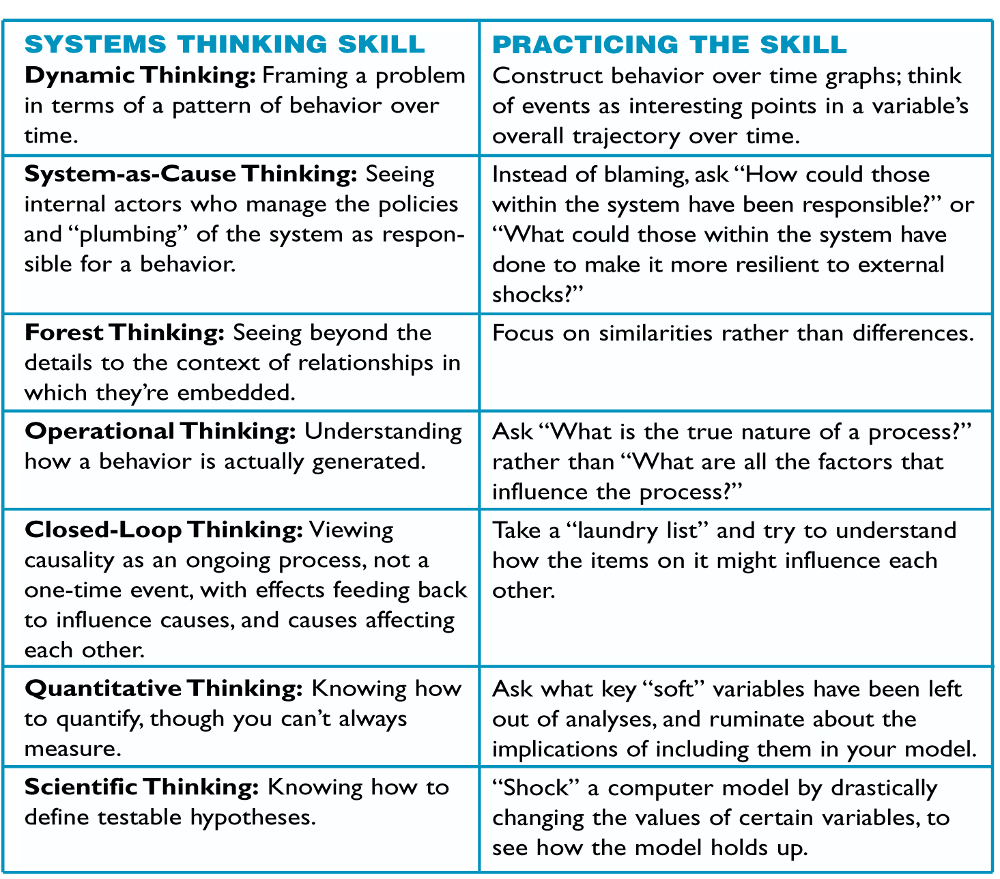 SYSTEMS THINKING SKILL
Dynamic Thinking: Framing a problem
in terms of a pattern of behavior over
time.
PRACTICING THE SKILL
Construct behavior over time graphs; think
of events as interesting points in a variable’s
overall trajectory over time.
System-as-Cause Thinking: Seeing
internal actors who manage the policies
and “plumbing” of the system as respon-
sible for a behavior.
Instead of blaming, ask “How could those
within the system have been responsible?” or
“What could those within the system have
done to make it more resilient to external
shocks?”
Forest Thinking: Seeing beyond the
details to the context of relationships in
which they’re embedded.
Focus on similarities rather than differences.
Operational Thinking: Understanding
how a behavior is actually generated.
Ask “What is the true nature of a process?”
rather than “What are all the factors that
influence the process?”
Closed-Loop Thinking: Viewing
causality as an ongoing process, not a
one-time event, with effects feeding back
to influence causes, and causes affecting
each other.
Take a “laundry list” and try to understand
how the items on it might influence each
other.
Quantitative Thinking: Knowing how
to quantify, though you can’t always
measure.
Ask what key “soft” variables have been left
out of analyses, and ruminate about the
implications of including them in your model.
Scientific Thinking: Knowing how to
define testable hypotheses.
“Shock” a computer model by drastically
changing the values of certain variables, to
see how the model holds up.